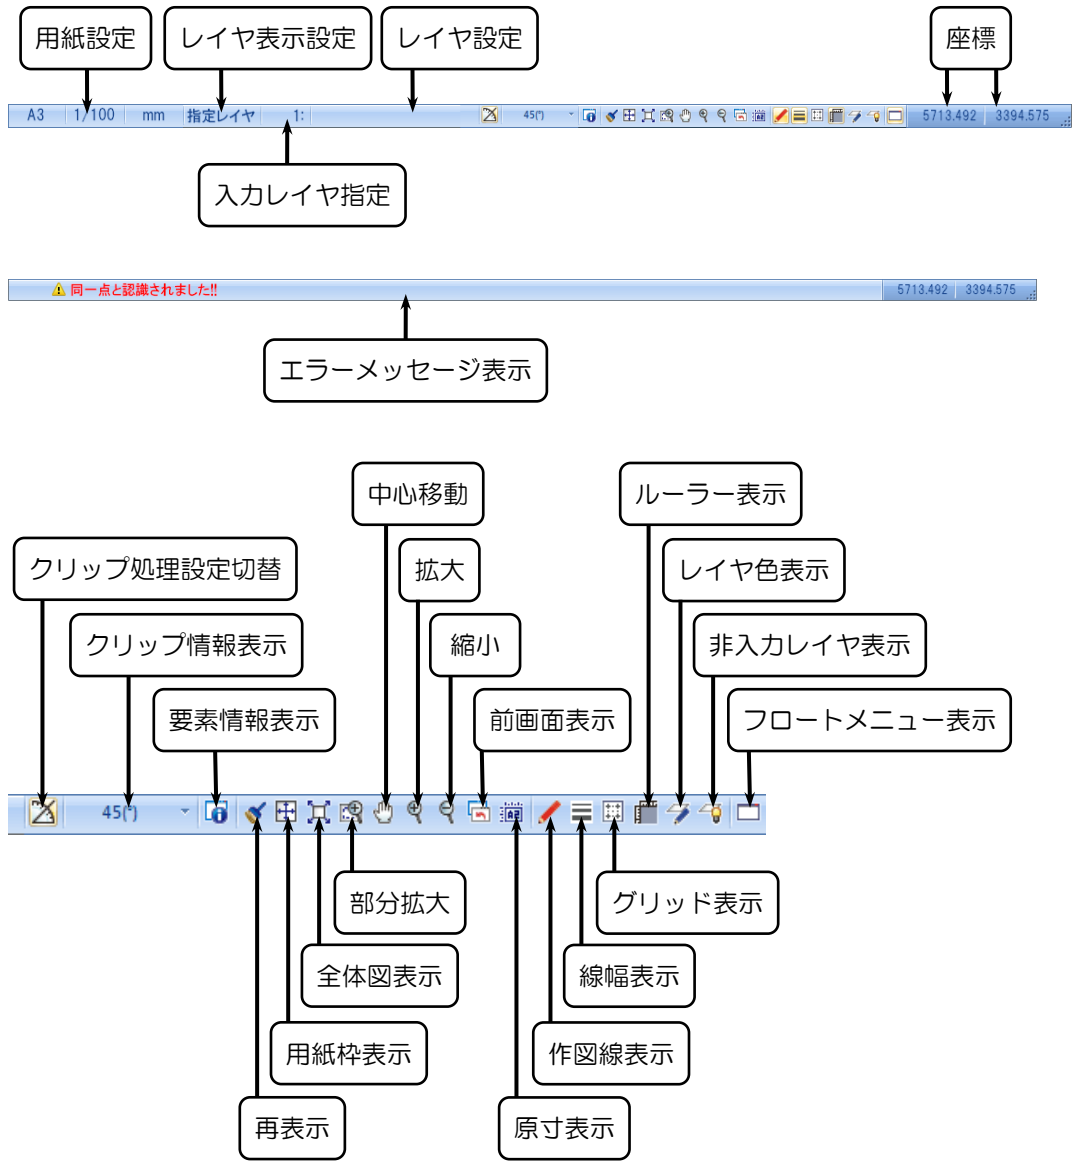 用紙設定
レイヤ表示設定
レイヤ設定
座標
A3 1/100 mm 指定レイヤ 1: 45(°) 5713.492 3394.575
入力レイヤ指定
同一点と認識されました!!
5713.492 3394.575
エラーメッセージ表示
中心移動
ルーラー表示
クリップ処理設定切替
拡大
レイヤ色表示
クリップ情報表示
縮小
非入力レイヤ表示
要素情報表示
前画面表示
フロートメニュー表示
45(°)
部分拡大
グリッド表示
全体図表示
線幅表示
用紙枠表示
作図線表示
再表示
原寸表示